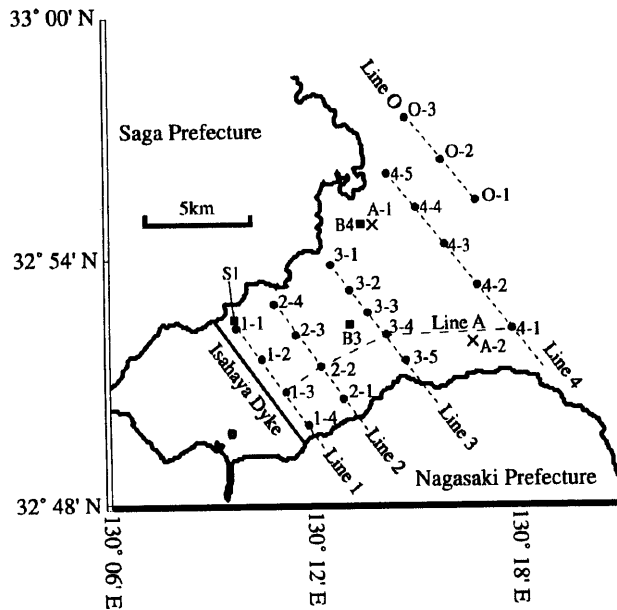 33° 00' N
Line O
O-3
Saga Prefecture
O-2
4-5
O-1
5km
A-1
4-4
B4
4-3
32° 54' N
3-1
S1
3-2
4-2
2-4
3-3
1-1
2-3
B3
3-4
Line A
4-1
A-2
1-2
2-2
3-5
Isahaya Dyke
1-3
2-1
Line 4
1-4
Line 1
Line 2
Line 3
Nagasaki Prefecture
32° 48' N
130° 06' E
130° 12' E
130° 18' E